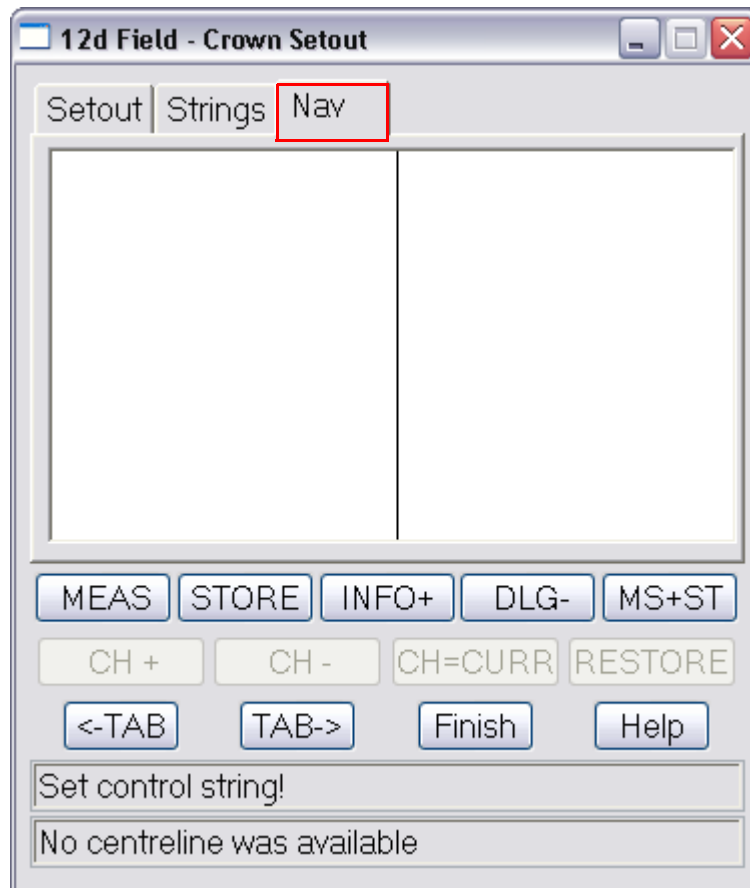 12d Field - Crown Setout
Setout Strings Nav
MEAS STORE INFO+ DLG- MS+ST
CH + CH - CH=CURR RESTORE
<-TAB TAB-> Finish Help
Set control string!
No centreline was available